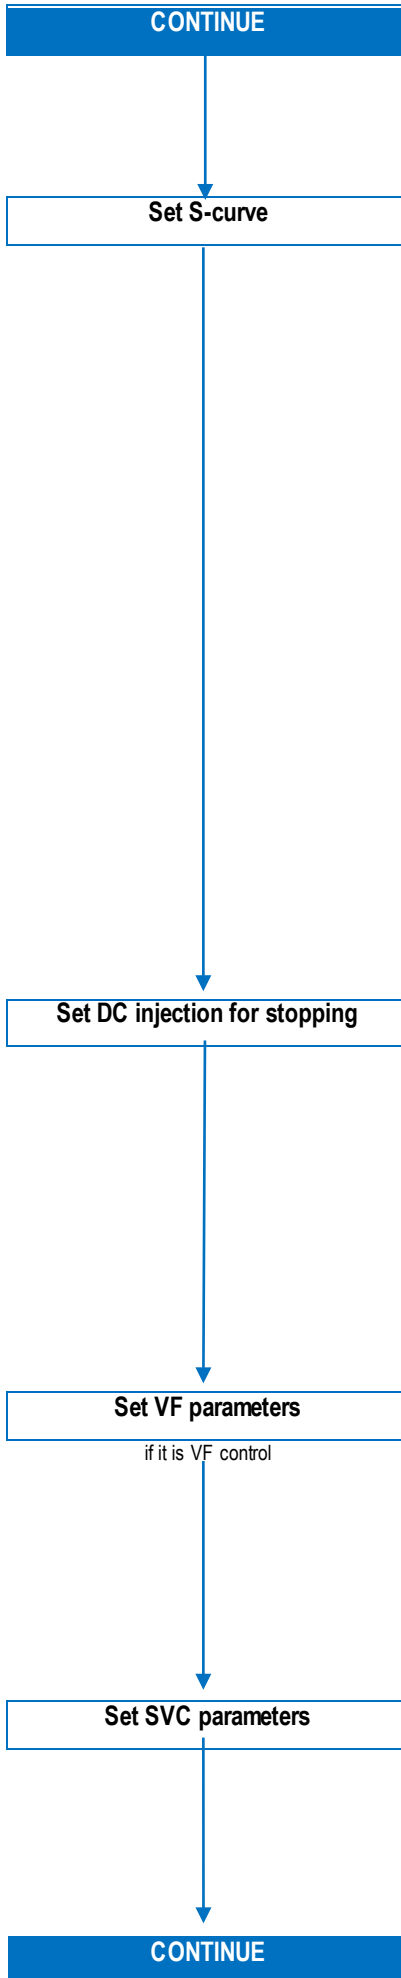 CONTINUE
Set S-curve
Set DC injection for stopping
Set VF parameters
if it is VF control
Set SVC parameters
CONTINUE